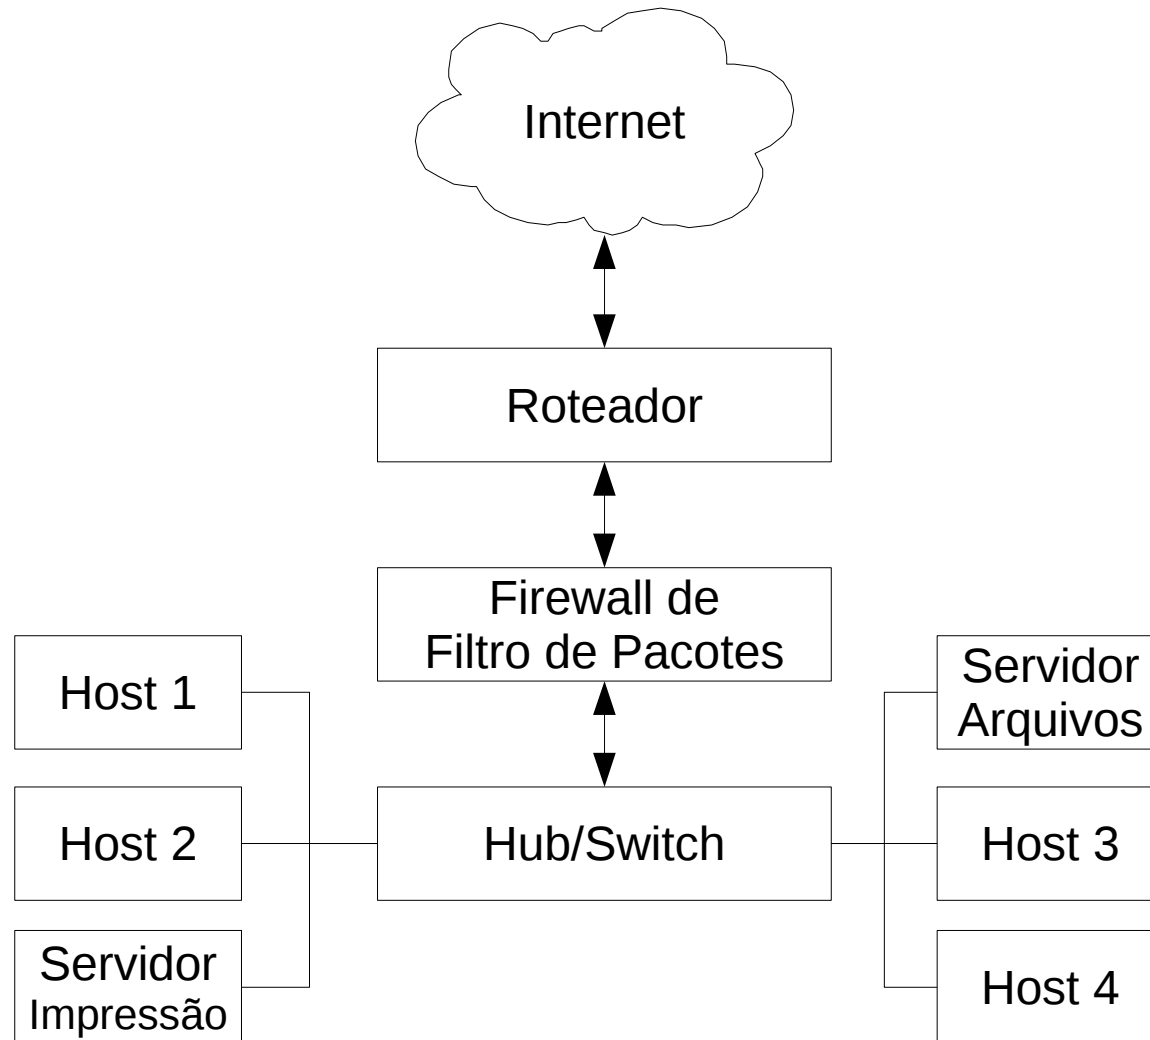 Internet
Roteador
Firewall de
Filtro de Pacotes
Host 1
Servidor
Arquivos
Host 2
Hub/Switch
Host 3
Servidor
Impressão
Host 4